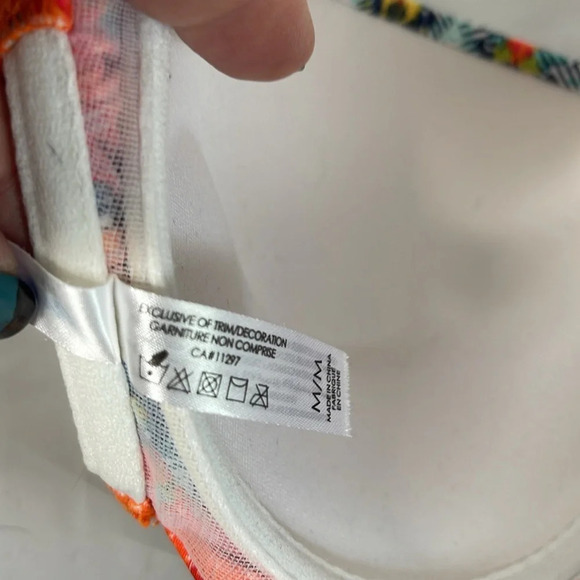 EXCLUSIVE OF TRIM/DECORATION
GARNITURE NON COMPRISE
CA#11297
M/M
MADE IN CHINA
FABRIQUÉ
EN CHINE